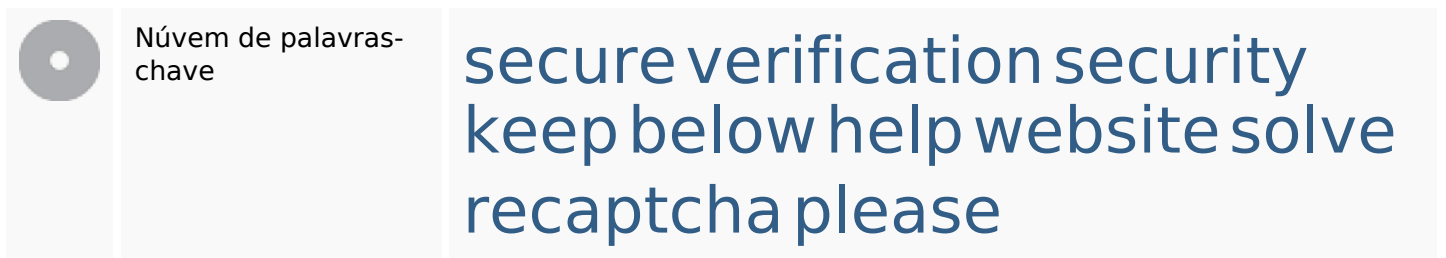 Núvem de palavras-
chave
secure verification security
keep below help website solve
recaptcha please